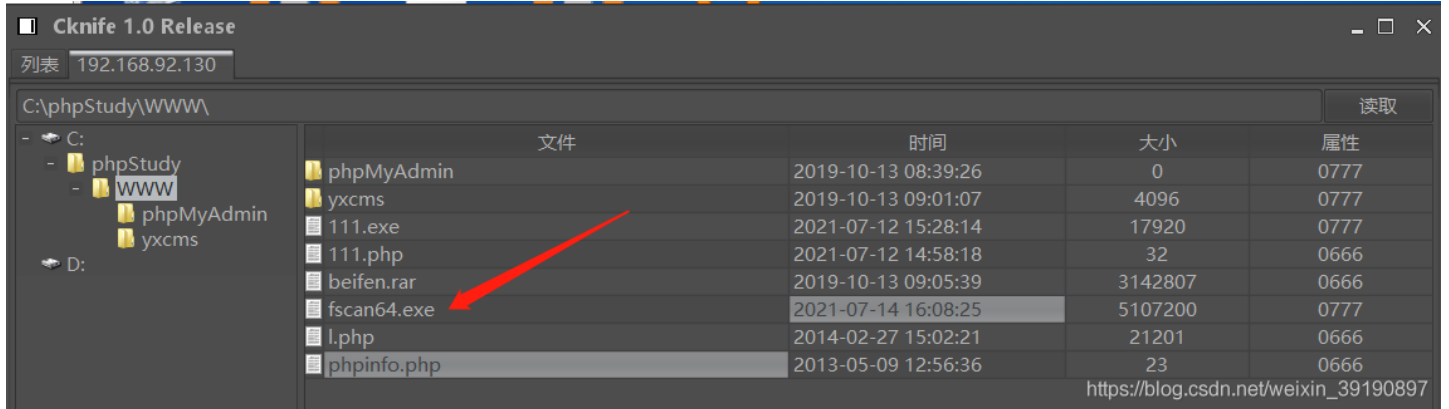 Cknife 1.0 Release
列表 192.168.92.130
C:\phpStudy\WWW\ 读取
C:
phpStudy
WWW
phpMyAdmin
yxcms
D:
文件 时间 大小 属性
phpMyAdmin 2019-10-13 08:39:26 0 0777
yxcms 2019-10-13 09:01:07 4096 0777
111.exe 2021-07-12 15:28:14 17920 0777
111.php 2021-07-12 14:58:18 32 0666
beifen.rar 2019-10-13 09:05:39 3142807 0666
fscan64.exe 2021-07-14 16:08:25 5107200 0777
l.php 2014-02-27 15:02:21 21201 0666
phpinfo.php 2013-05-09 12:56:36 23 0666
https://blog.csdn.net/weixin_39190897